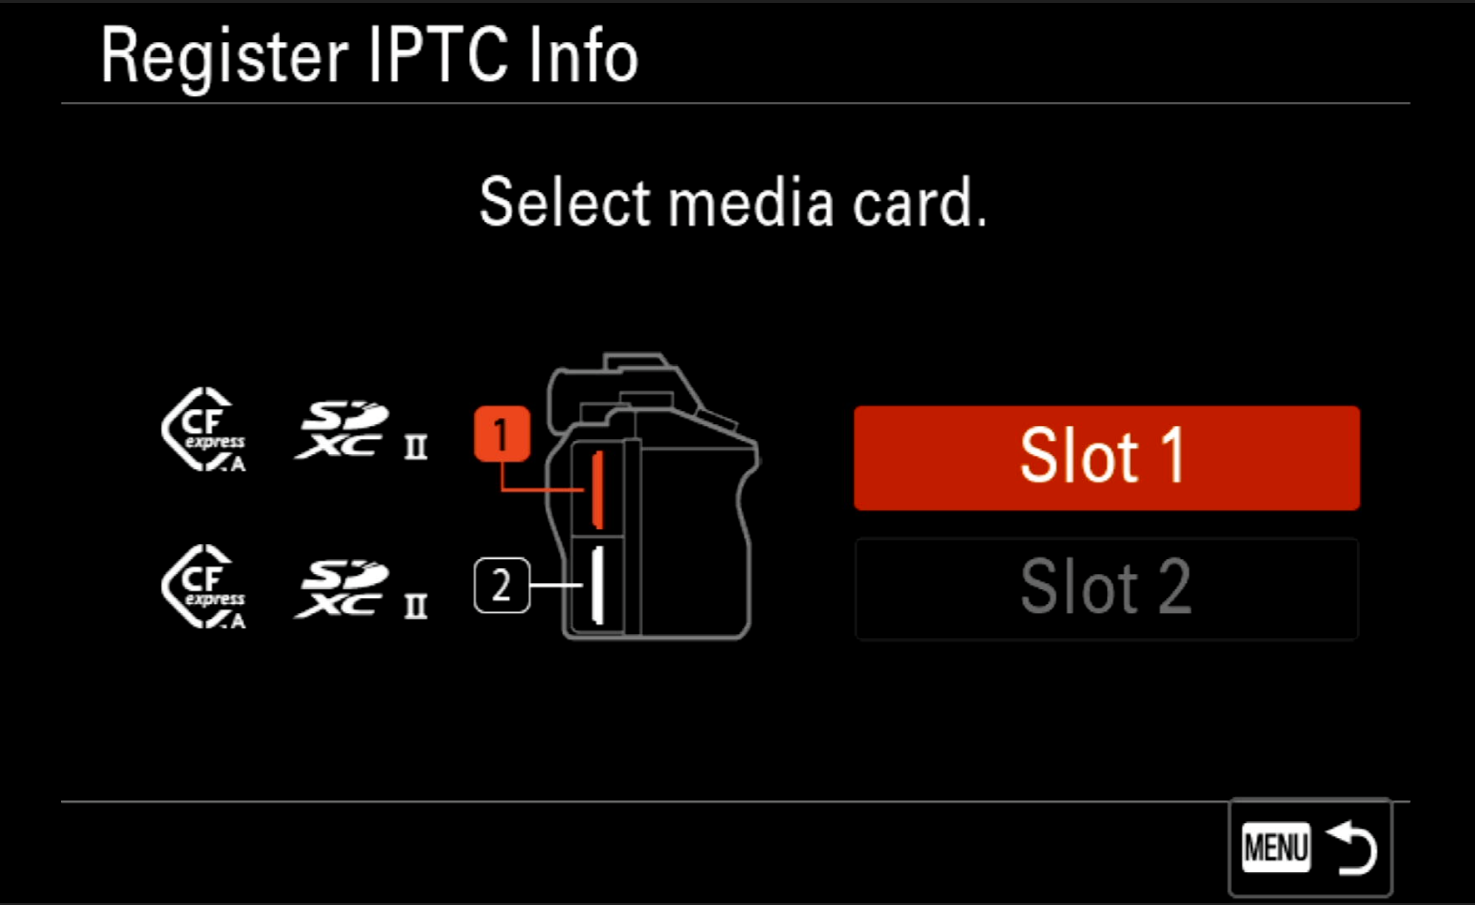 Register IPTC Info
Select media card.
CF express A SD XC II 1
Slot 1
CF express A SD XC II 2
Slot 2
MENU